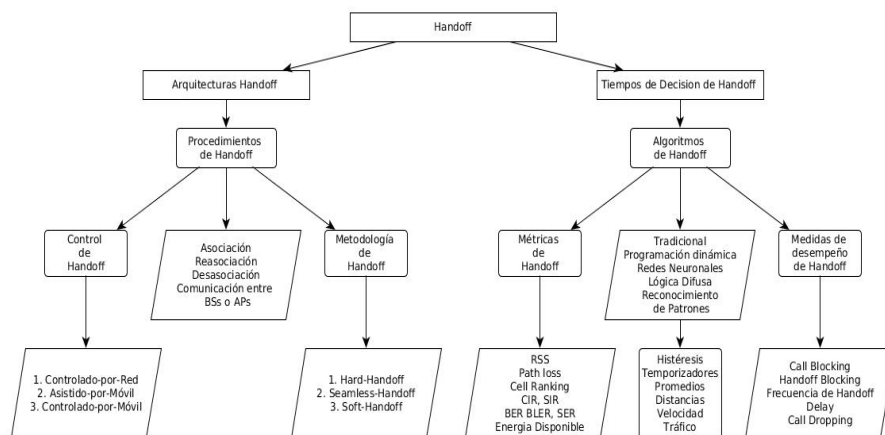 Handoff
Arquitecturas Handoff
Tiempos de Decision de Handoff
Procedimientos
de Handoff
Algoritmos
de Handoff
Control
de
Handoff
Asociación
Reasociación
Desasociación
Comunicación entre
BSs o APs
Metodología
de
Handoff
Métricas
de
Handoff
Tradicional
Programación dinámica
Redes Neuronales
Lógica Difusa
Reconocimiento
de Patrones
Medidas de
desempeño
de Handoff
1. Controlado-por-Red
2. Asistido-por-Móvil
3. Controlado-por-Móvil
1. Hard-Handoff
2. Seamless-Handoff
3. Soft-Handoff
RSS
Path loss
Cell Ranking
CIR, SIR
BER BLER, SER
Energia Disponible
Histéresis
Temporizadores
Promedios
Distancias
Velocidad
Tráfico
Call Blocking
Handoff Blocking
Frecuencia de Handoff
Delay
Call Dropping